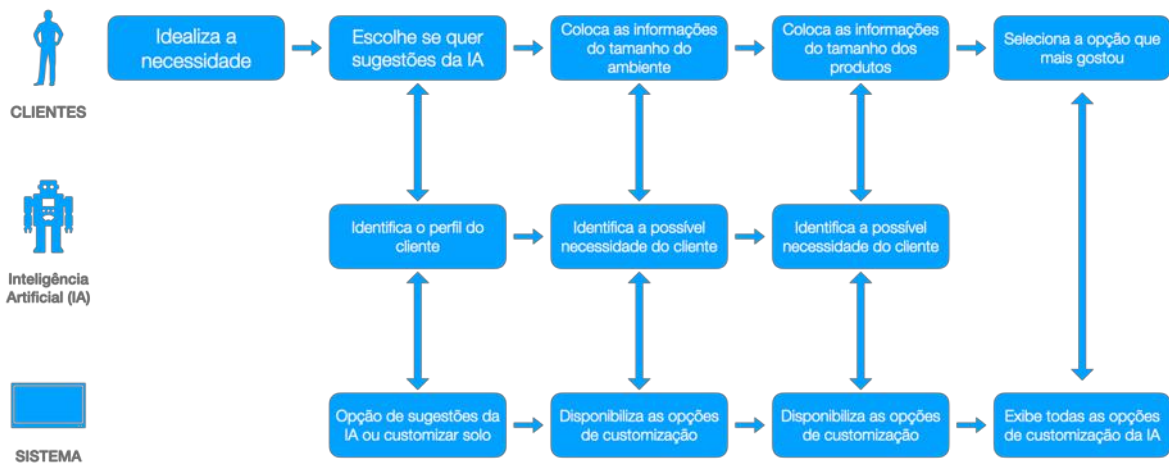 Idealiza a
necessidade
Escolhe se quer
sugestões da IA
Coloca as informações
do tamanho do
ambiente
Coloca as informações
do tamanho dos
produtos
Seleciona a opção que
mais gostou
CLIENTES
Identifica o perfil do
cliente
Identifica a possível
necessidade do cliente
Identifica a possível
necessidade do cliente
Inteligência
Artificial (IA)
Opção de sugestões da
IA ou customizar solo
Disponibiliza as opções
de customização
Disponibiliza as opções
de customização
Exibe todas as opções
de customização da IA
SISTEMA